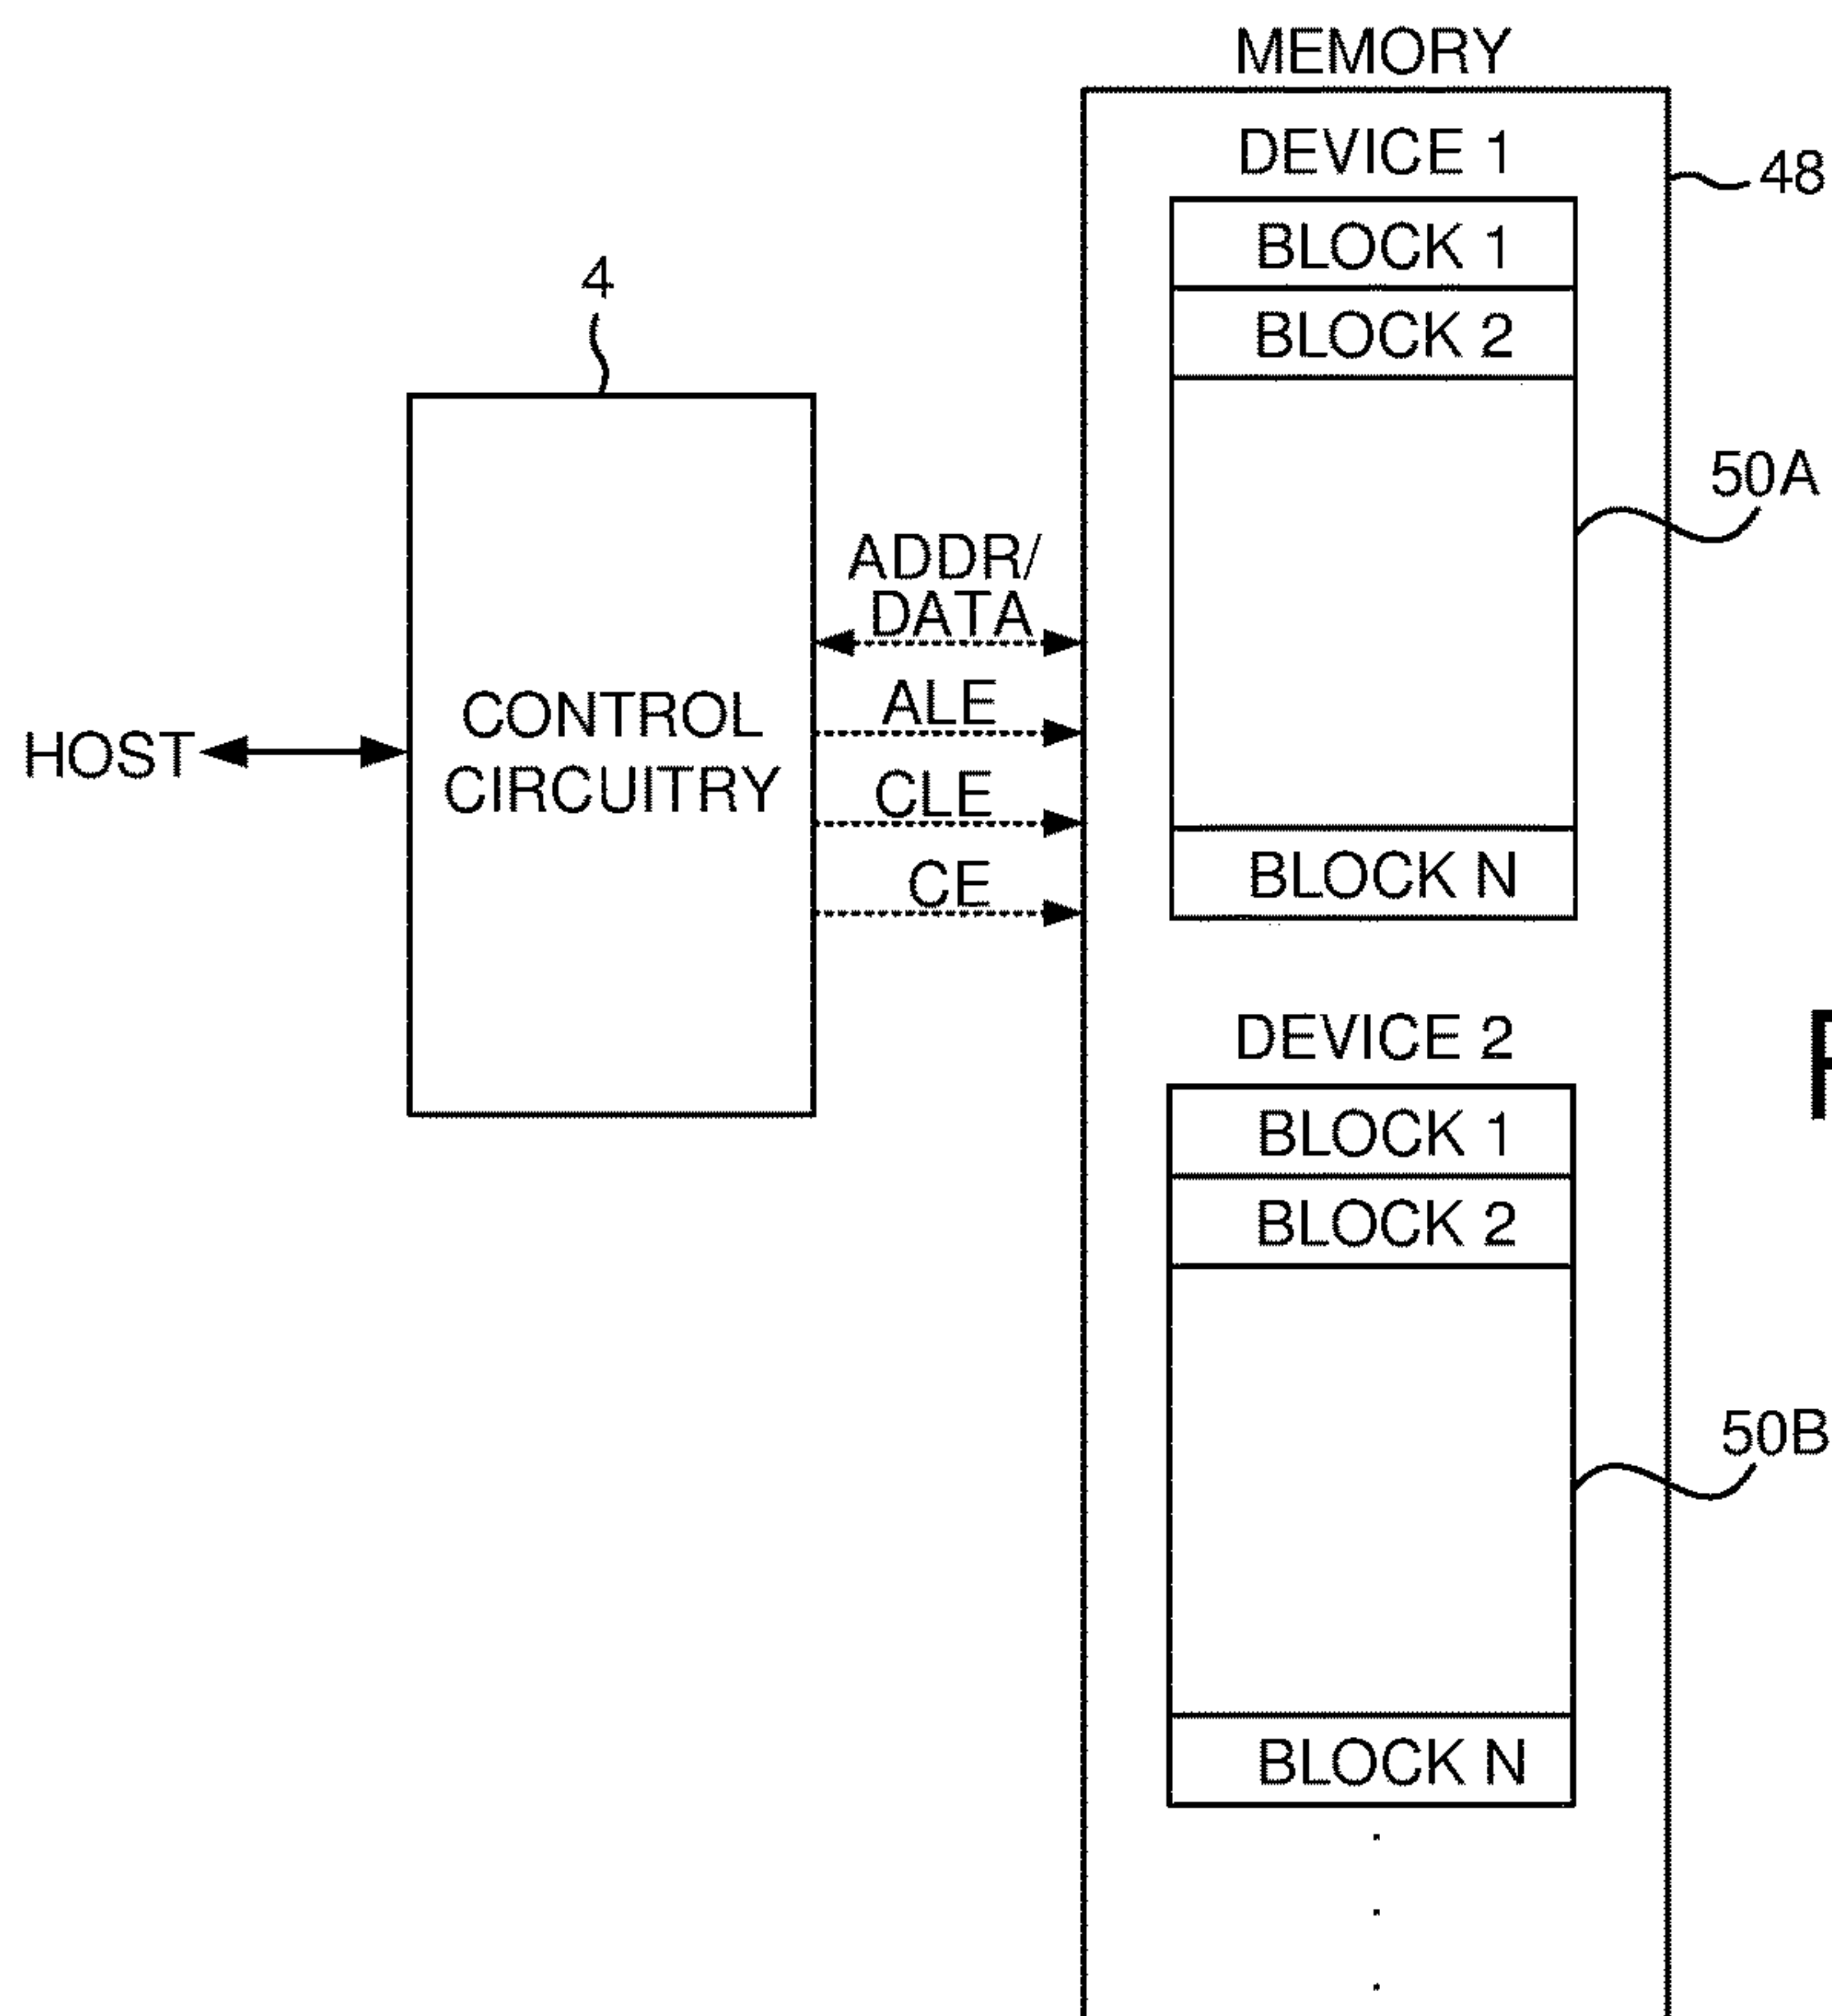 MEMORY
DEVICE 1
48
BLOCK 1
BLOCK 2
4
50A
ADDR/
DATA
ALE
CLE
CE
HOST
CONTROL
CIRCUITRY
BLOCK N
DEVICE 2
BLOCK 1
BLOCK 2
50B
BLOCK N